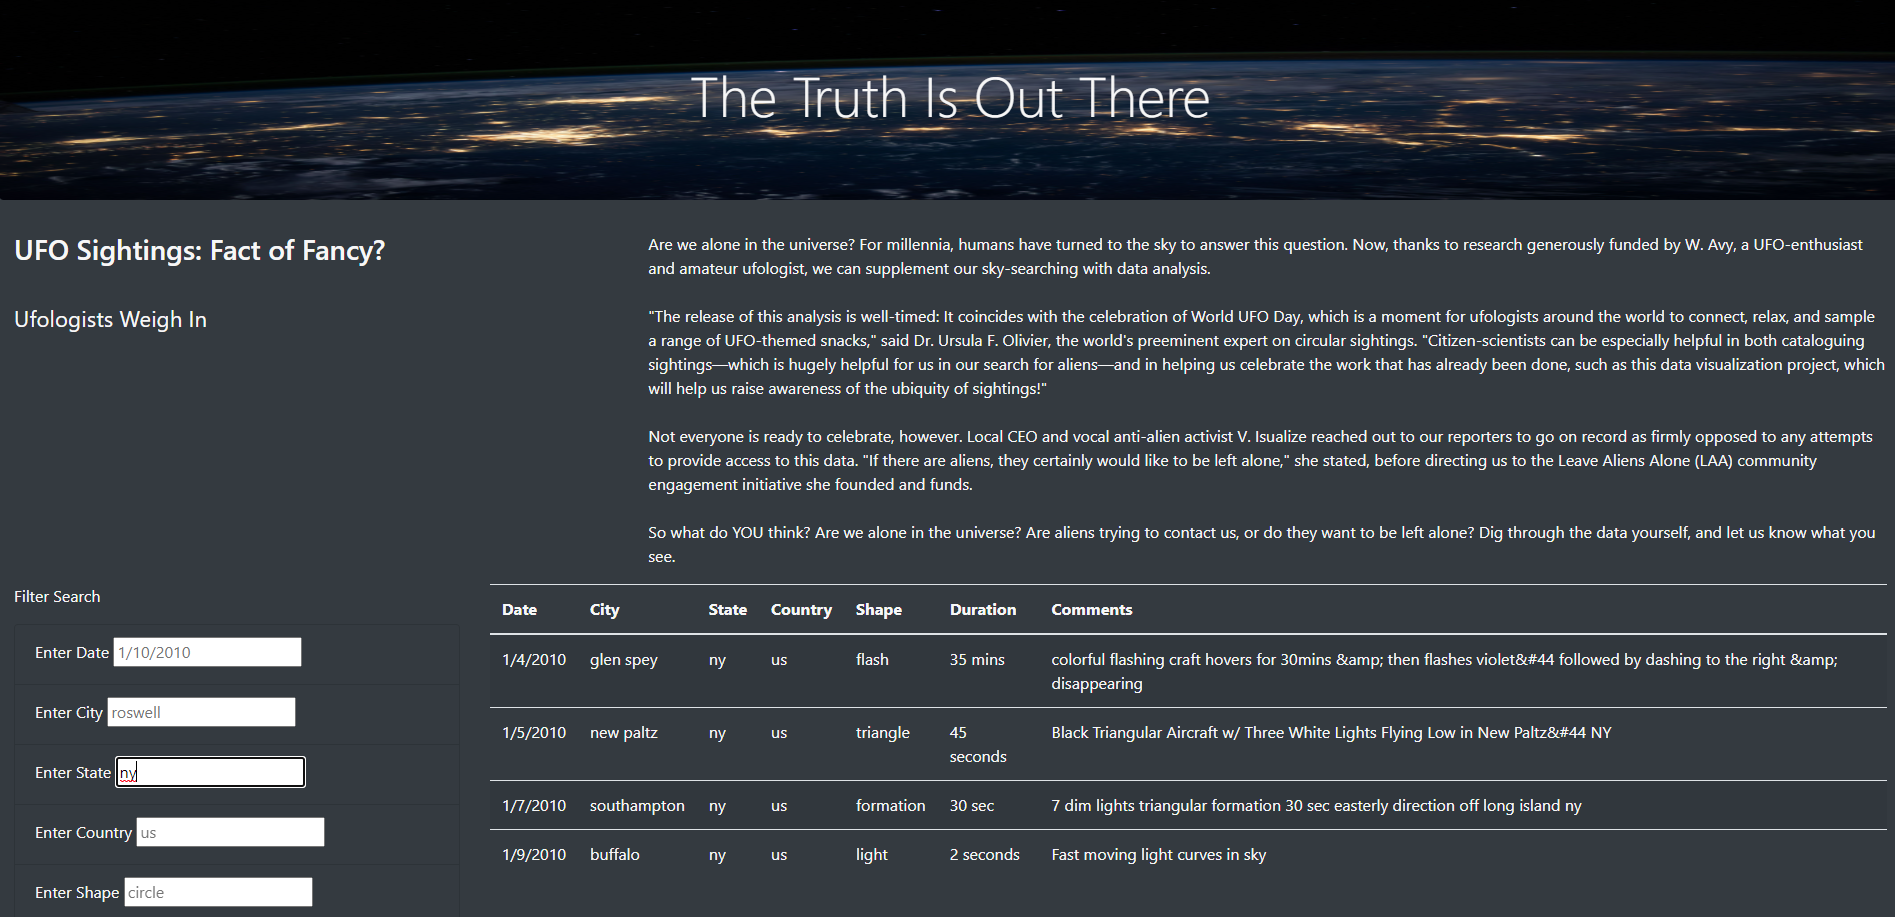 The Truth Is Out There
UFO Sightings: Fact of Fancy?
Ufologists Weigh In
Are we alone in the universe? For millennia, humans have turned to the sky to answer this question. Now, thanks to research generously funded by W. Avy, a UFO-enthusiast
and amateur ufologist, we can supplement our sky-searching with data analysis.
"The release of this analysis is well-timed: It coincides with the celebration of World UFO Day, which is a moment for ufologists around the world to connect, relax, and sample
a range of UFO-themed snacks," said Dr. Ursula F. Olivier, the world's preeminent expert on circular sightings. "Citizen-scientists can be especially helpful in both cataloguing
sightings—which is hugely helpful for us in our search for aliens—and in helping us celebrate the work that has already been done, such as this data visualization project, which
will help us raise awareness of the ubiquity of sightings!"
Not everyone is ready to celebrate, however. Local CEO and vocal anti-alien activist V. Isualize reached out to our reporters to go on record as firmly opposed to any attempts
to provide access to this data. "If there are aliens, they certainly would like to be left alone," she stated, before directing us to the Leave Aliens Alone (LAA) community
engagement initiative she founded and funds.
So what do YOU think? Are we alone in the universe? Are aliens trying to contact us, or do they want to be left alone? Dig through the data yourself, and let us know what you
see.
Filter Search
Enter Date 1/10/2010
Enter City roswell
Enter State ny
Enter Country us
Enter Shape circle
Date City State Country Shape Duration Comments
1/4/2010 glen spey ny us flash 35 mins colorful flashing craft hovers for 30mins &amp; then flashes violet&#44 followed by dashing to the right &amp;
disappearing
1/5/2010 new paltz ny us triangle 45 Black Triangular Aircraft w/ Three White Lights Flying Low in New Paltz&#44 NY
seconds
1/7/2010 southampton ny us formation 30 sec 7 dim lights triangular formation 30 sec easterly direction off long island ny
1/9/2010 buffalo ny us light 2 seconds Fast moving light curves in sky